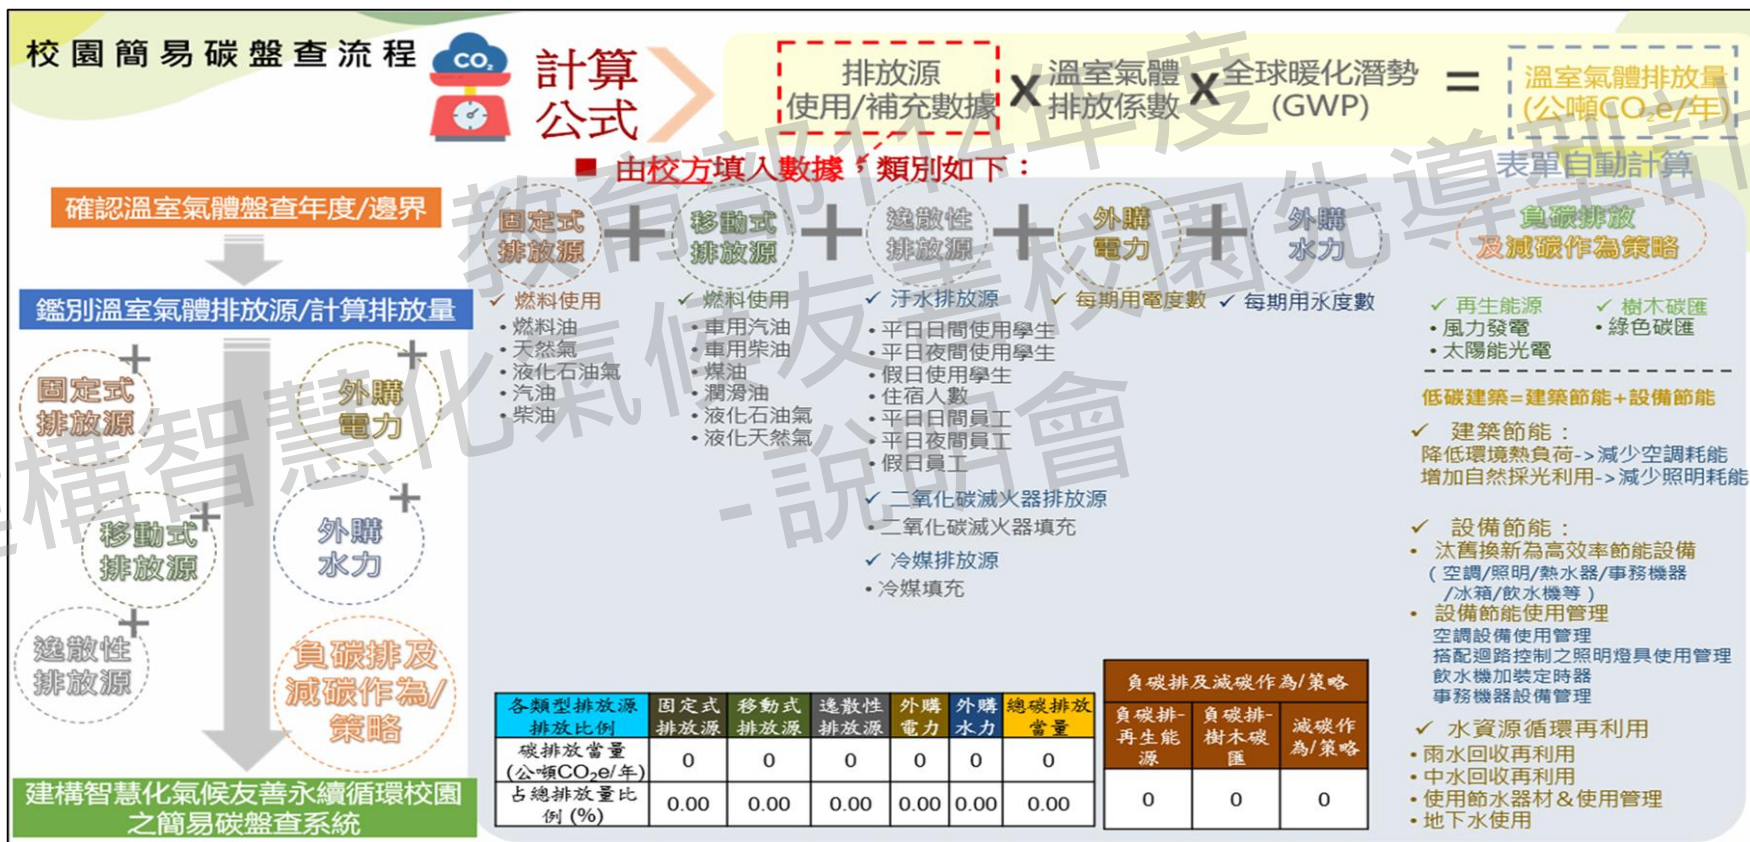 校園簡易碳盤查流程
CO₂
計算
公式
排放源
使用/補充數據
X
溫室氣體
排放係數
X
全球暖化潛勢
(GWP)
=
溫室氣體排放量
(公噸CO₂e/年)
■ 由校方填入數據，類別如下：
表單自動計算
確認溫室氣體盤查年度/邊界
鑑別溫室氣體排放源/計算排放量
固定式
排放源
+
外購
電力
+
移動式
排放源
+
外購
水力
+
逸散性
排放源
+
負碳排及
減碳作為/
策略
建構智慧化氣候友善永續循環校園
之簡易碳盤查系統
固定式
排放源
✓ 燃料使用
•燃料油
•天然氣
•液化石油氣
•汽油
•柴油
+
移動式
排放源
✓ 燃料使用
•車用汽油
•車用柴油
•煤油
•潤滑油
•液化石油氣
•液化天然氣
+
逸散性
排放源
✓ 汙水排放源
•平日日間使用學生
•平日夜間使用學生
•假日使用學生
•住宿人數
•平日日間員工
•平日夜間員工
•假日員工
✓ 二氧化碳滅火器排放源
•二氧化碳滅火器填充
✓ 冷媒排放源
•冷媒填充
+
外購
電力
✓ 每期用電度數
+
外購
水力
✓ 每期用水度數
負碳排放
及減碳作為策略
✓ 再生能源
•風力發電
•太陽能光電
✓ 樹木碳匯
•綠色碳匯
低碳建築=建築節能+設備節能
✓ 建築節能：
降低環境熱負荷->減少空調耗能
增加自然採光利用->減少照明耗能
✓ 設備節能：
• 汰舊換新為高效率節能設備
(空調/照明/熱水器/事務機器
/冰箱/飲水機等)
• 設備節能使用管理
空調設備使用管理
搭配迴路控制之照明燈具使用管理
飲水機加裝定時器
事務機器設備管理
✓ 水資源循環再利用
•雨水回收再利用
•中水回收再利用
•使用節水器材&使用管理
•地下水使用
各類型排放源排放比例 固定式排放源 移動式排放源 逸散性排放源 外購電力 外購水力 總碳排放當量
碳排放當量(公噸CO₂e/年) 0 0 0 0 0 0
占總排放量比例 (%) 0.00 0.00 0.00 0.00 0.00 0.00
負碳排及減碳作為/策略
負碳排-再生能源 負碳排-樹木碳匯 減碳作為/策略
0 0 0
教育部114年度
建構智慧化氣候友善校園先導型計
-說明會